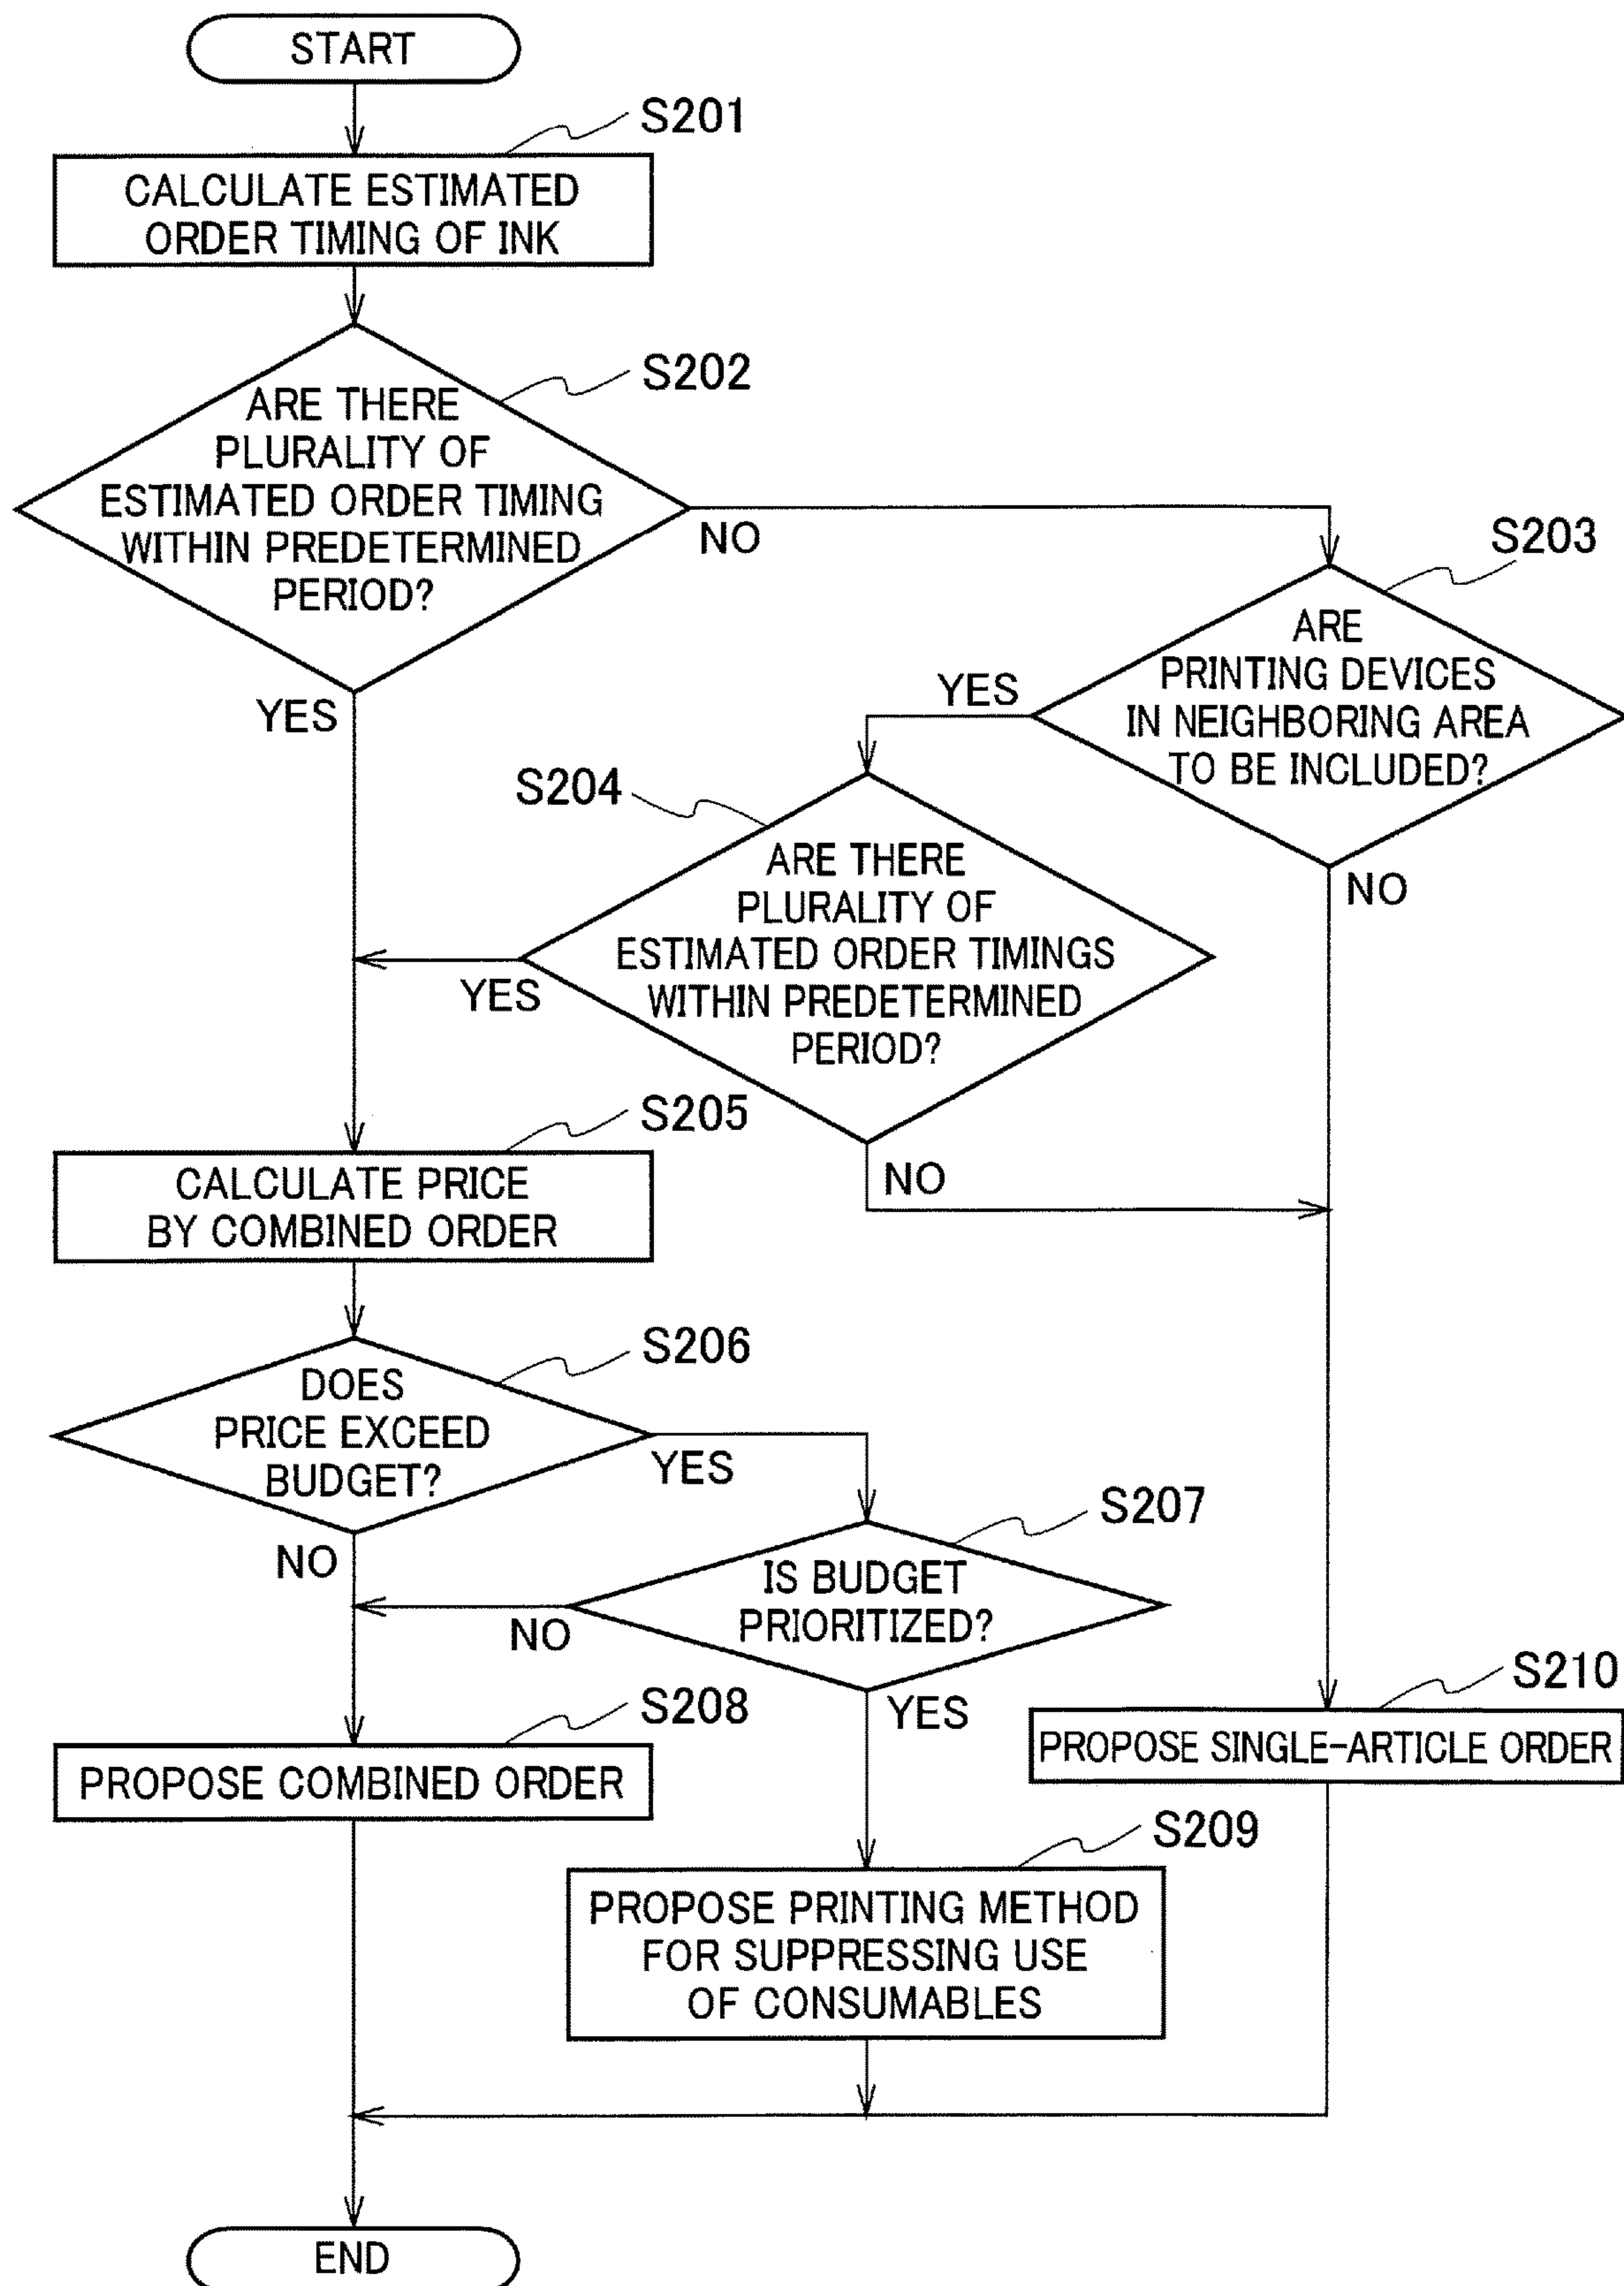 START
S201
CALCULATE ESTIMATED
ORDER TIMING OF INK
S202
ARE THERE
PLURALITY OF
ESTIMATED ORDER TIMING
WITHIN PREDETERMINED
PERIOD?
NO
YES
S203
ARE
PRINTING DEVICES
IN NEIGHBORING AREA
TO BE INCLUDED?
YES
NO
S204
ARE THERE
PLURALITY OF
ESTIMATED ORDER TIMINGS
WITHIN PREDETERMINED
PERIOD?
YES
NO
S205
CALCULATE PRICE
BY COMBINED ORDER
S206
DOES
PRICE EXCEED
BUDGET?
YES
NO
S207
IS BUDGET
PRIORITIZED?
NO
YES
S208
PROPOSE COMBINED ORDER
S209
PROPOSE PRINTING METHOD
FOR SUPPRESSING USE
OF CONSUMABLES
S210
PROPOSE SINGLE-ARTICLE ORDER
END